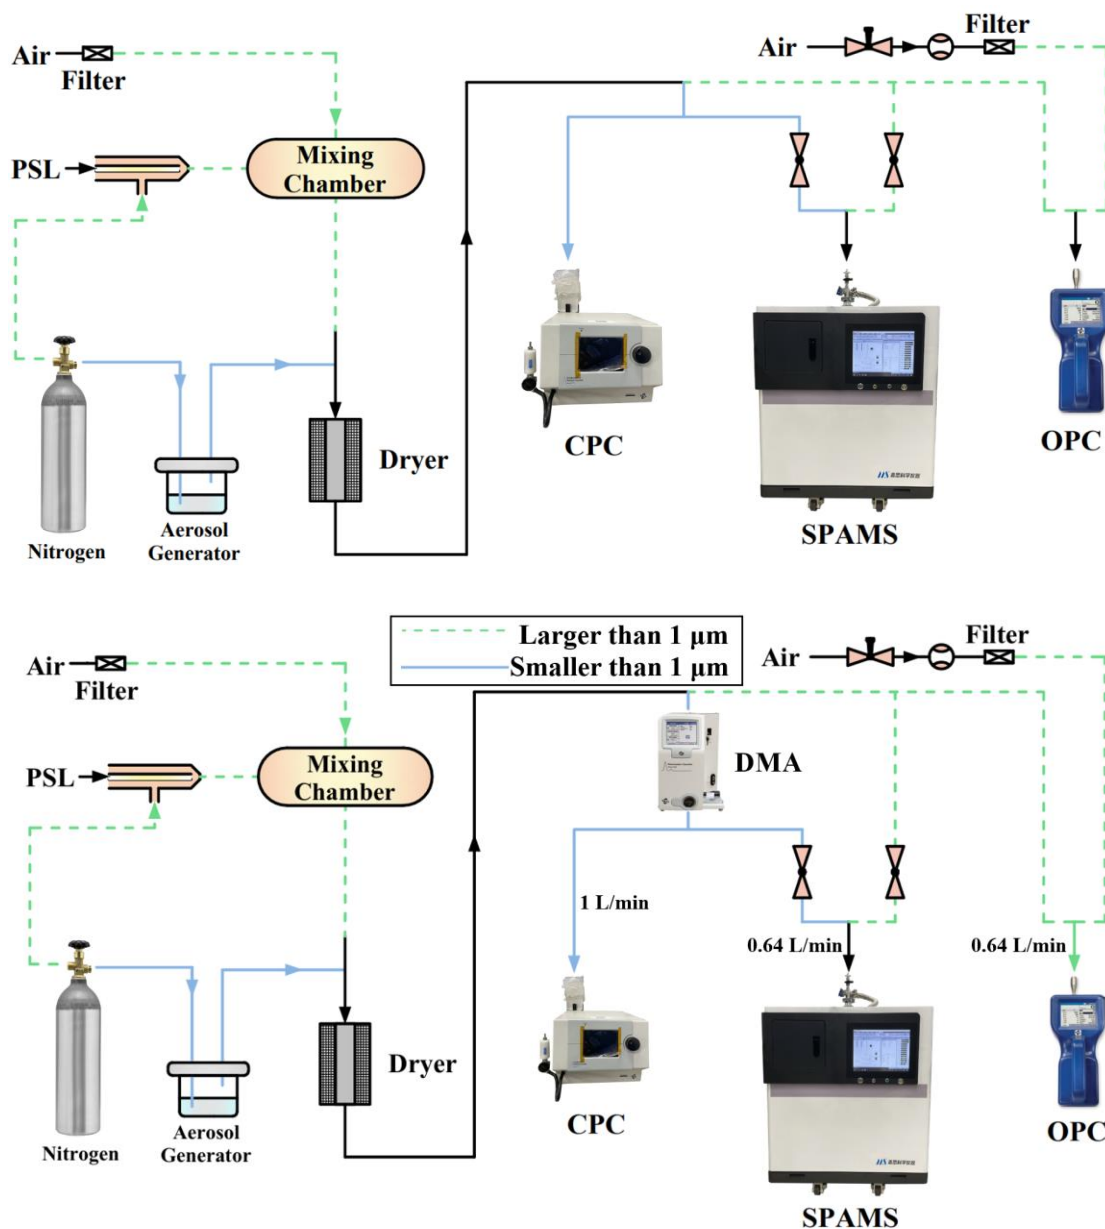 Air
Filter
PSL
Mixing
Chamber
Air
Filter
Nitrogen
Aerosol
Generator
Dryer
CPC
SPAMS
OPC
Larger than 1 μm
Smaller than 1 μm
Air
Filter
PSL
Mixing
Chamber
Air
Filter
DMA
1 L/min
0.64 L/min
0.64 L/min
Nitrogen
Aerosol
Generator
Dryer
CPC
SPAMS
OPC